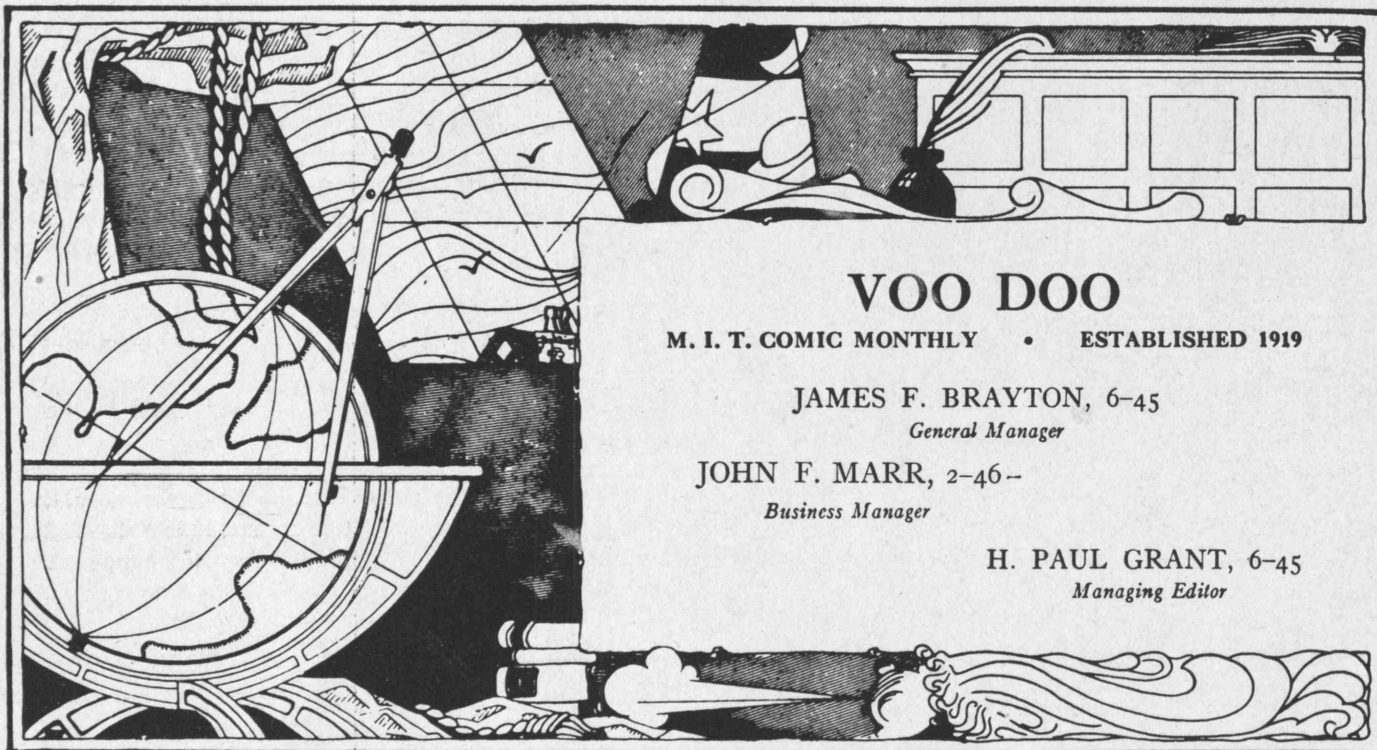 VOO DOO
M. I. T. COMIC MONTHLY • ESTABLISHED 1919
JAMES F. BRAYTON, 6–45
General Manager
JOHN F. MARR, 2–46–
Business Manager
H. PAUL GRANT, 6–45
Managing Editor